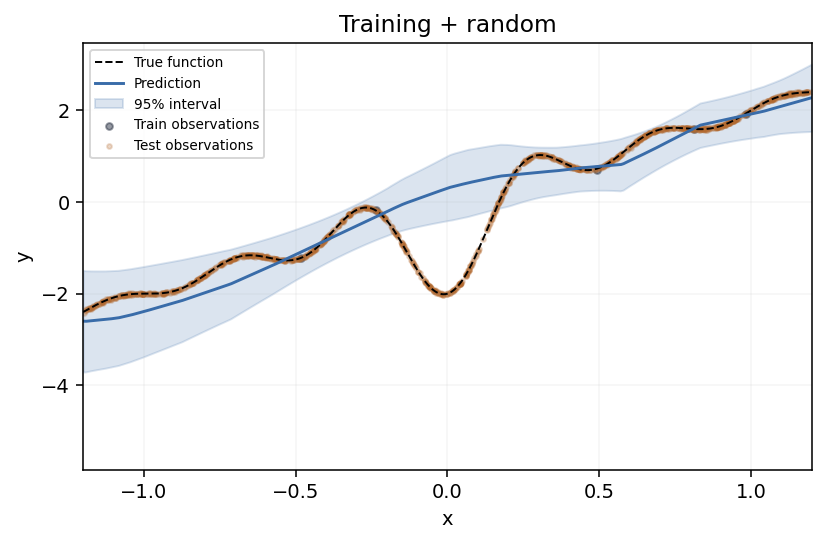 Training + random
True function
Prediction
95% interval
Train observations
Test observations
2
0
−2
−4
y
−1.0 −0.5 0.0 0.5 1.0
x